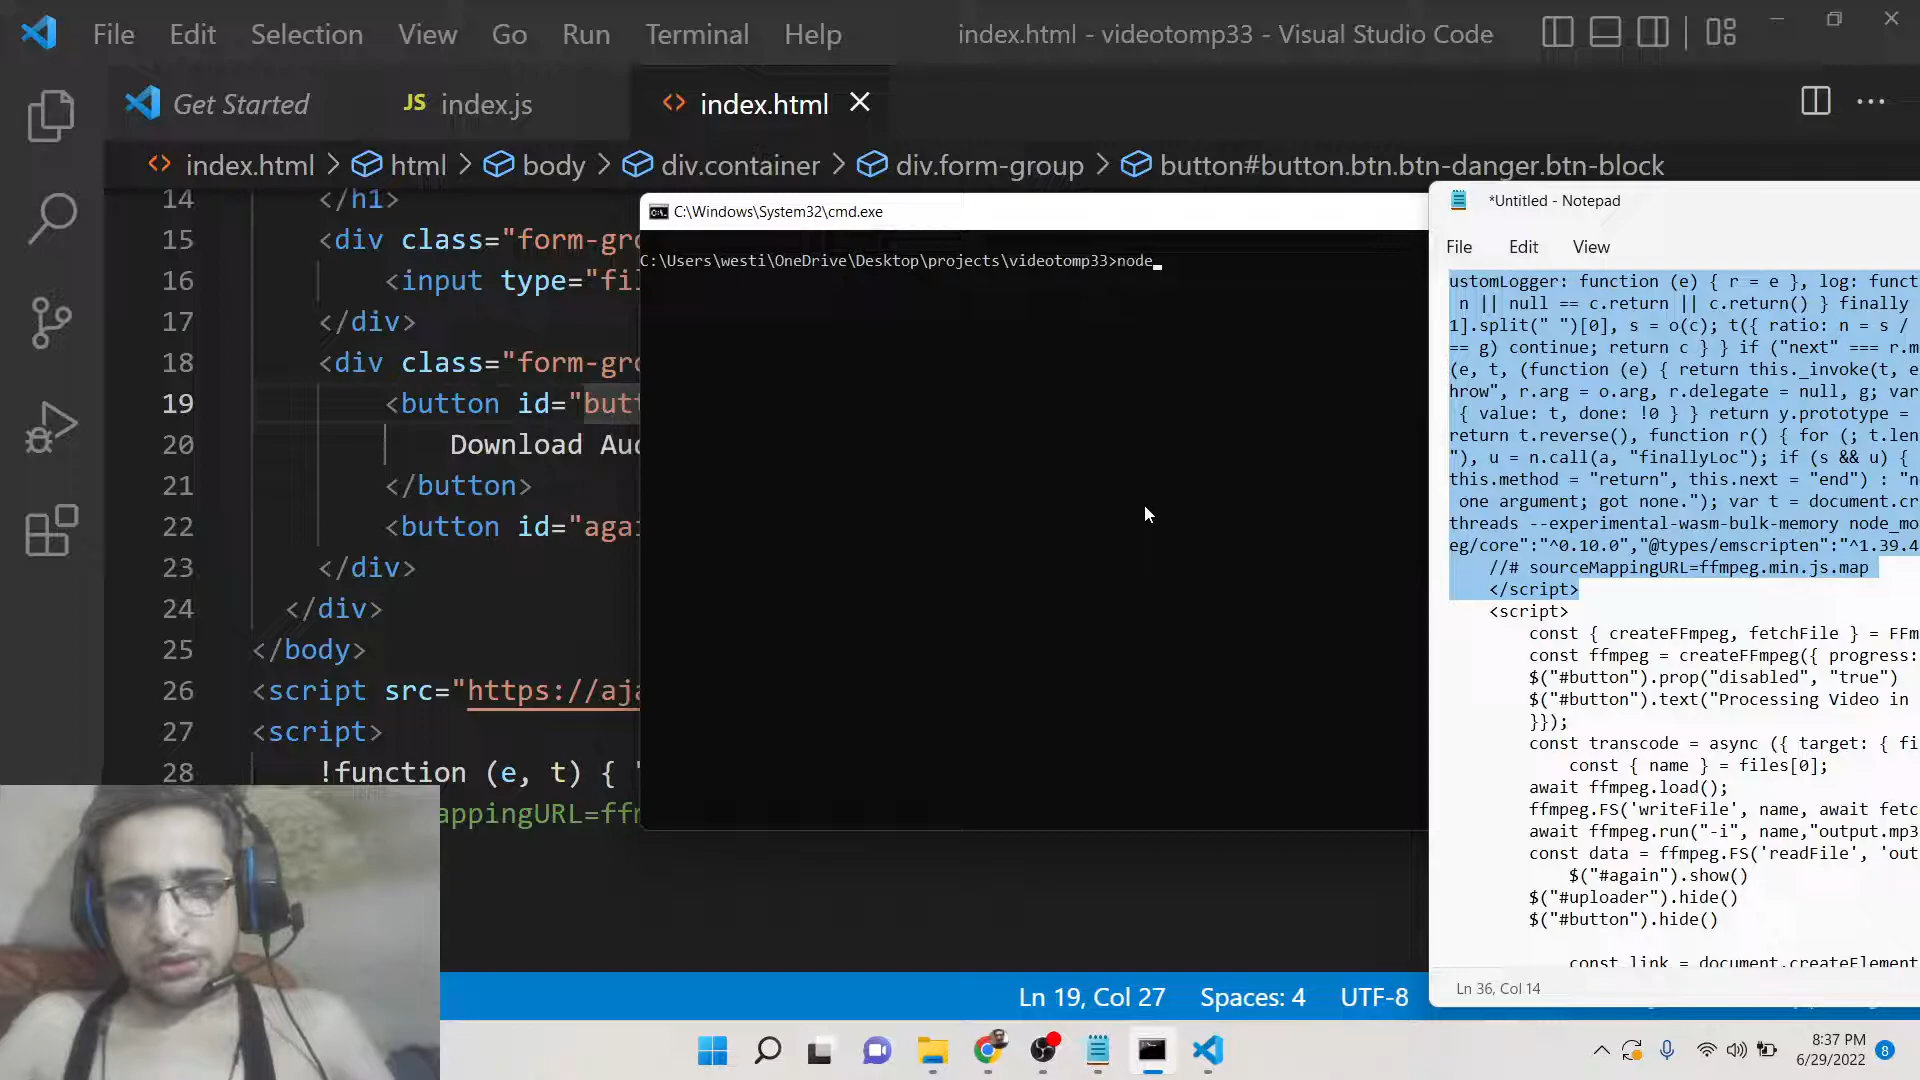 File Edit Selection View Go Run Terminal Help
index.html - videotomp33 - Visual Studio Code
Get Started
JS index.js
<> index.html
<> index.html > html > body > div.container > div.form-group > button#button.btn.btn-danger.btn-block
14 </h1>
15 <div class="form-gro
16 <input type="fil
17 </div>
18 <div class="form-gro
19 <button id="butt
20 Download Aud
21 </button>
22 <button id="agai
23 </div>
24 </div>
25 </body>
26 <script src="https://aja
27 <script>
28 !function (e, t) { "
appingURL=ffm
C:\Windows\System32\cmd.exe
C:\Users\westi\OneDrive\Desktop\projects\videotomp33>node
*Untitled - Notepad
File Edit View
ustomLogger: function (e) { r = e }, log: funct
n || null == c.return || c.return() } finally
1].split(" ")[0], s = o(c); t({ ratio: n = s /
== g) continue; return c } } if ("next" === r.m
(e, t, (function (e) { return this._invoke(t, e
hrow", r.arg = o.arg, r.delegate = null, g; var
{ value: t, done: !0 } } return y.prototype =
return t.reverse(), function r() { for (; t.len
"), u = n.call(a, "finallyLoc"); if (s && u) {
this.method = "return", this.next = "end") : "n
one argument; got none."); var t = document.cr
threads --experimental-wasm-bulk-memory node_mo
eg/core":"^0.10.0","@types/emscripten":"^1.39.4
//# sourceMappingURL=ffmpeg.min.js.map
</script>
<script>
const { createFFmpeg, fetchFile } = FFm
const ffmpeg = createFFmpeg({ progress:
$("#button").prop("disabled", "true")
$("#button").text("Processing Video in
}});
const transcode = async ({ target: { fi
const { name } = files[0];
await ffmpeg.load();
ffmpeg.FS('writeFile', name, await fetc
await ffmpeg.run("-i", name,"output.mp3
const data = ffmpeg.FS('readFile', 'out
$("#again").show()
$("#uploader").hide()
$("#button").hide()
const link = document.createElement
Ln 36, Col 14
Ln 19, Col 27 Spaces: 4 UTF-8
8:37 PM
6/29/2022
8